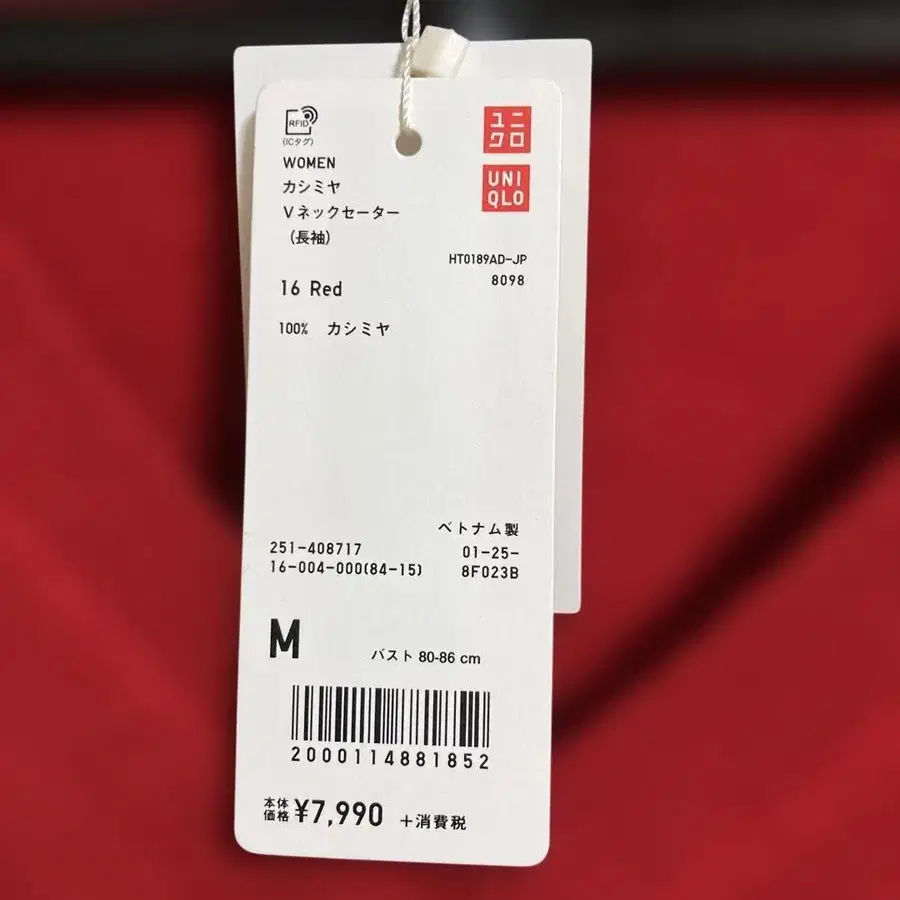 RFID
(ICタグ)
ユニ
クロ
UNI
QLO
WOMEN
カシミヤ
Vネックセーター
(長袖)
HT0189AD-JP
8098
16 Red
100% カシミヤ
ベトナム製
251-408717 01-25-
16-004-000(84-15) 8F023B
M バスト 80-86 cm
2000114881852
本体
価格 ¥7,990 +消費税